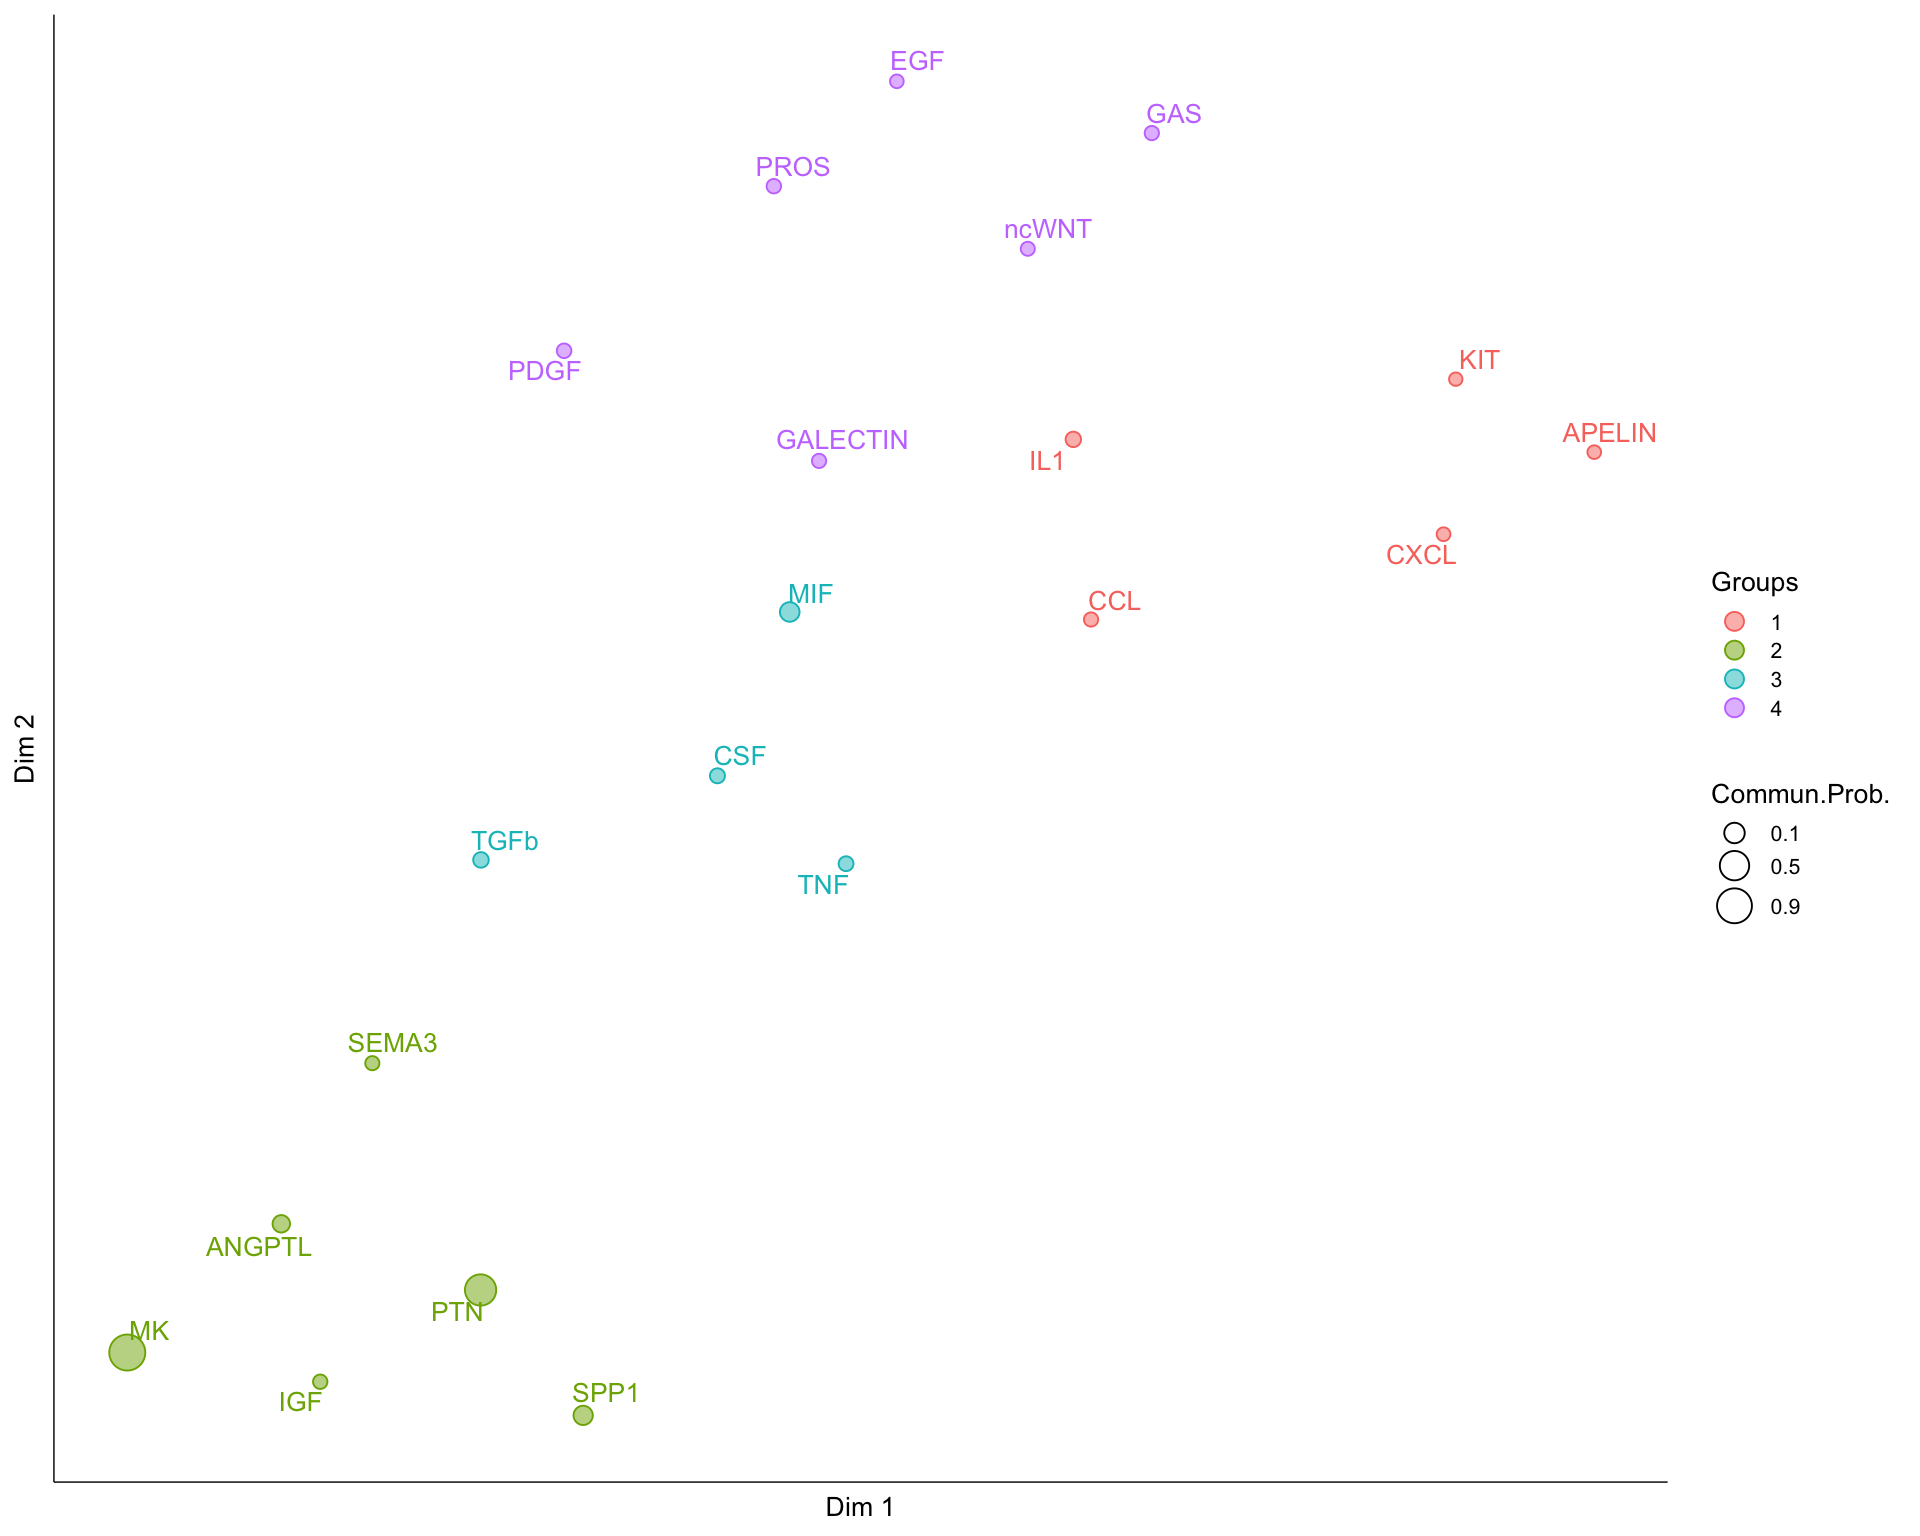 EGF
GAS
PROS
ncWNT
PDGF
KIT
GALECTIN
IL1
APELIN
CXCL
MIF
CCL
CSF
TGFb
TNF
SEMA3
ANGPTL
PTN
MK
IGF
SPP1
Dim 2
Dim 1
Groups
1
2
3
4
Commun.Prob.
0.1
0.5
0.9